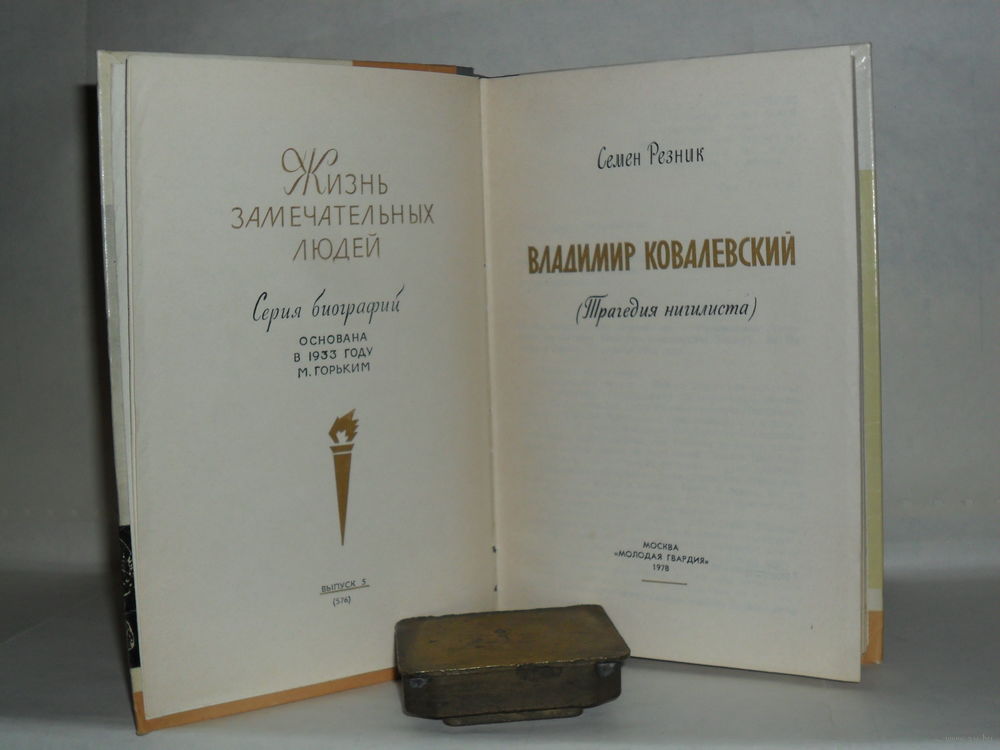 Жизнь
ЗАМЕЧАТЕЛЬНЫХ
ЛЮДЕЙ
Серия биографий
ОСНОВАНА
В 1933 ГОДУ
М. ГОРЬКИМ
ВЫПУСК 5
(576)
Семен Резник
ВЛАДИМИР КОВАЛЕВСКИЙ
(Трагедия нигилиста)
МОСКВА
«МОЛОДАЯ ГВАРДИЯ»
1978